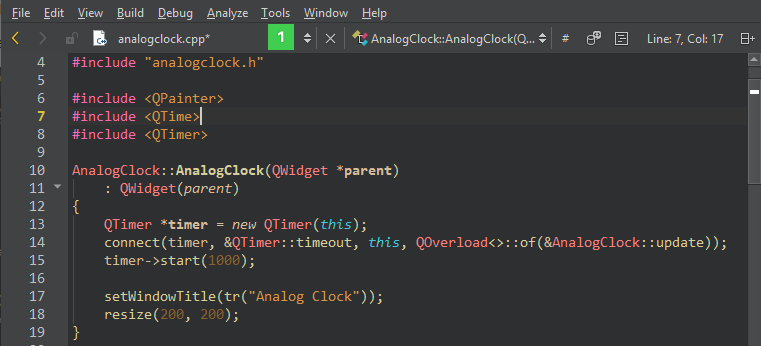 File Edit View Build Debug Analyze Tools Window Help
analogclock.cpp* 1 AnalogClock::AnalogClock(Q... # Line: 7, Col: 17
4 #include "analogclock.h"
5
6 #include <QPainter>
7 #include <QTime>
8 #include <QTimer>
9
10 AnalogClock::AnalogClock(QWidget *parent)
11 : QWidget(parent)
12 {
13 QTimer *timer = new QTimer(this);
14 connect(timer, &QTimer::timeout, this, QOverload<>::of(&AnalogClock::update));
15 timer->start(1000);
16
17 setWindowTitle(tr("Analog Clock"));
18 resize(200, 200);
19 }